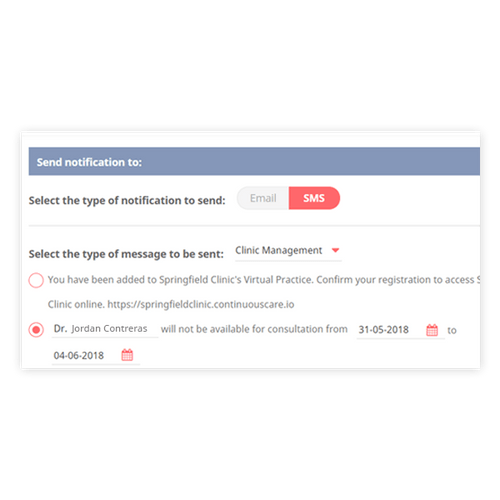 Send notification to:
Select the type of notification to send: Email SMS
Select the type of message to be sent: Clinic Management
You have been added to Springfield Clinic's Virtual Practice. Confirm your registration to access
Clinic online. https://springfieldclinic.continuouscare.io
Dr. Jordan Contreras will not be available for consultation from 31-05-2018 to
04-06-2018